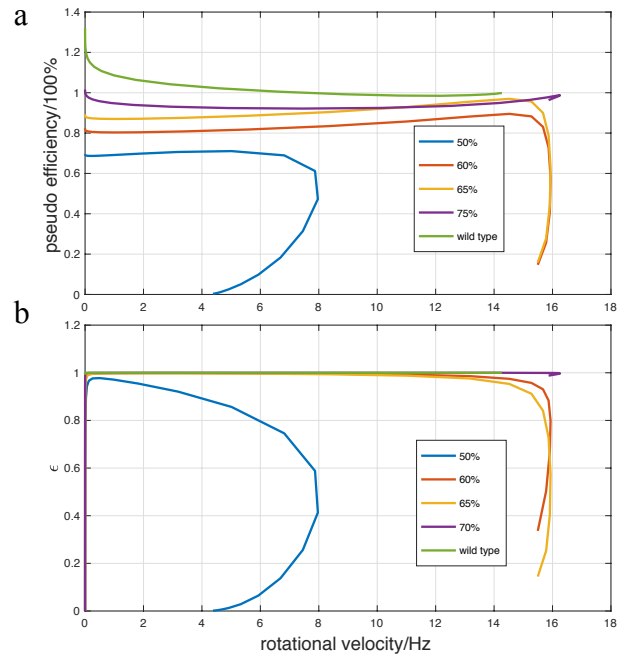 a
1.4
1.2
1
0.8
0.6
0.4
0.2
0
pseudo efficiency/100%
50%
60%
65%
75%
wild type
0 2 4 6 8 10 12 14 16 18
b
1.2
1
0.8
0.6
0.4
0.2
0
ϵ
50%
60%
65%
70%
wild type
0 2 4 6 8 10 12 14 16 18
rotational velocity/Hz